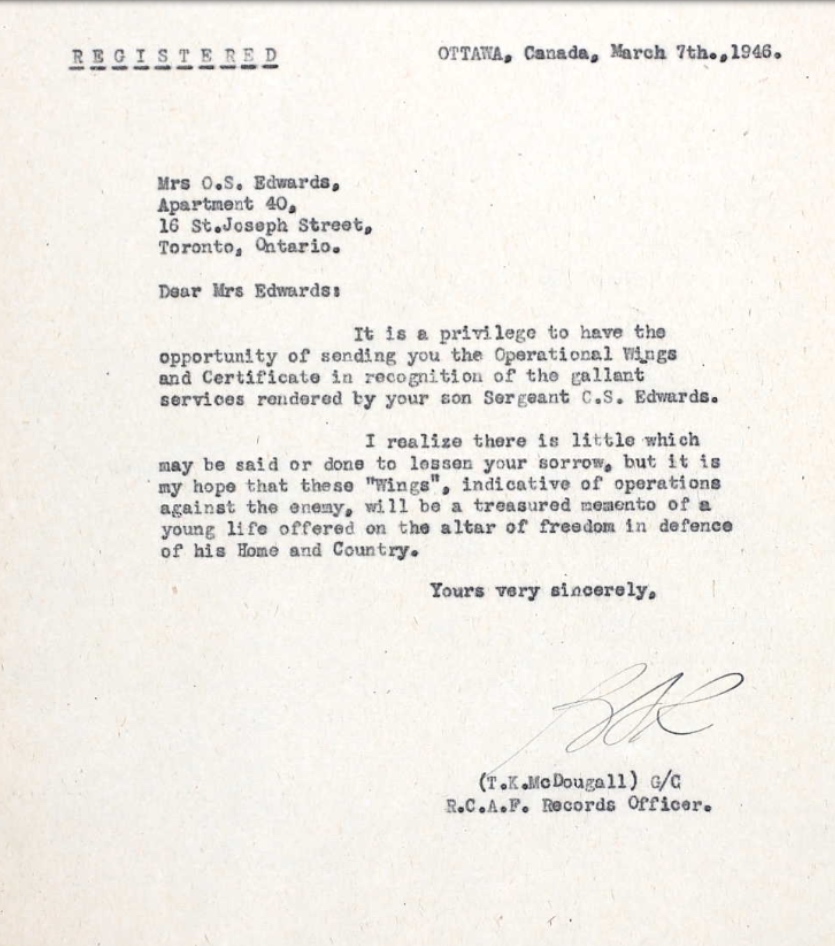 REGISTERED OTTAWA, Canada, March 7th.,1946.
Mrs O.S. Edwards,
Apartment 40,
16 St.Joseph Street,
Toronto, Ontario.
Dear Mrs Edwards:
It is a privilege to have the
opportunity of sending you the Operational Wings
and Certificate in recognition of the gallant
services rendered by your son Sergeant C.S. Edwards.
I realize there is little which
may be said or done to lessen your sorrow, but it is
my hope that these "Wings", indicative of operations
against the enemy, will be a treasured memento of a
young life offered on the altar of freedom in defence
of his Home and Country.
Yours very sincerely,
(T.K.McDougall) G/C
R.C.A.F. Records Officer.